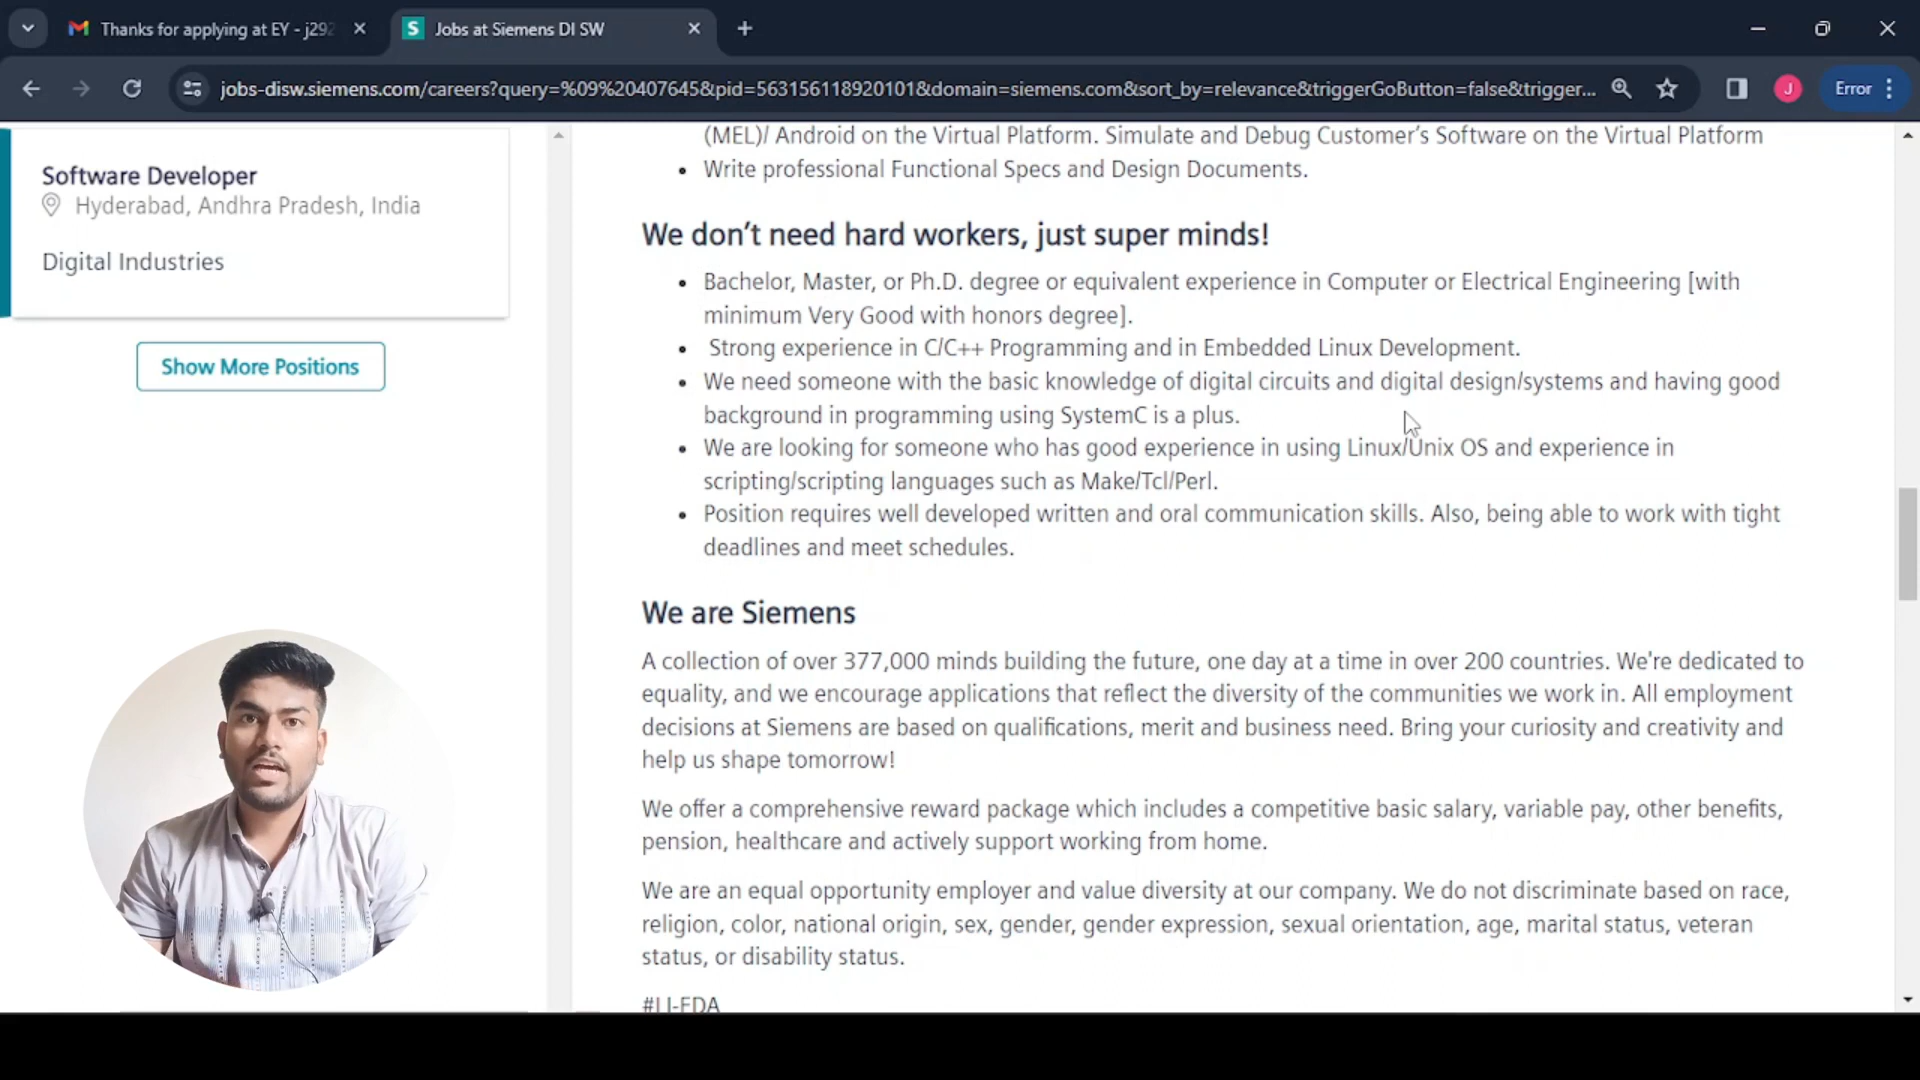 Thanks for applying at EY - j292
Jobs at Siemens DI SW
jobs-disw.siemens.com/careers?query=%09%20407645&pid=563156118920101&domain=siemens.com&sort_by=relevance&triggerGoButton=false&trigger...
J
Error
Software Developer
Hyderabad, Andhra Pradesh, India
Digital Industries
Show More Positions
(MEL)/ Android on the Virtual Platform. Simulate and Debug Customer’s Software on the Virtual Platform
• Write professional Functional Specs and Design Documents.
We don’t need hard workers, just super minds!
• Bachelor, Master, or Ph.D. degree or equivalent experience in Computer or Electrical Engineering [with
minimum Very Good with honors degree].
• Strong experience in C/C++ Programming and in Embedded Linux Development.
• We need someone with the basic knowledge of digital circuits and digital design/systems and having good
background in programming using SystemC is a plus.
• We are looking for someone who has good experience in using Linux/Unix OS and experience in
scripting/scripting languages such as Make/Tcl/Perl.
• Position requires well developed written and oral communication skills. Also, being able to work with tight
deadlines and meet schedules.
We are Siemens
A collection of over 377,000 minds building the future, one day at a time in over 200 countries. We're dedicated to
equality, and we encourage applications that reflect the diversity of the communities we work in. All employment
decisions at Siemens are based on qualifications, merit and business need. Bring your curiosity and creativity and
help us shape tomorrow!
We offer a comprehensive reward package which includes a competitive basic salary, variable pay, other benefits,
pension, healthcare and actively support working from home.
We are an equal opportunity employer and value diversity at our company. We do not discriminate based on race,
religion, color, national origin, sex, gender, gender expression, sexual orientation, age, marital status, veteran
status, or disability status.
#LI-EDA